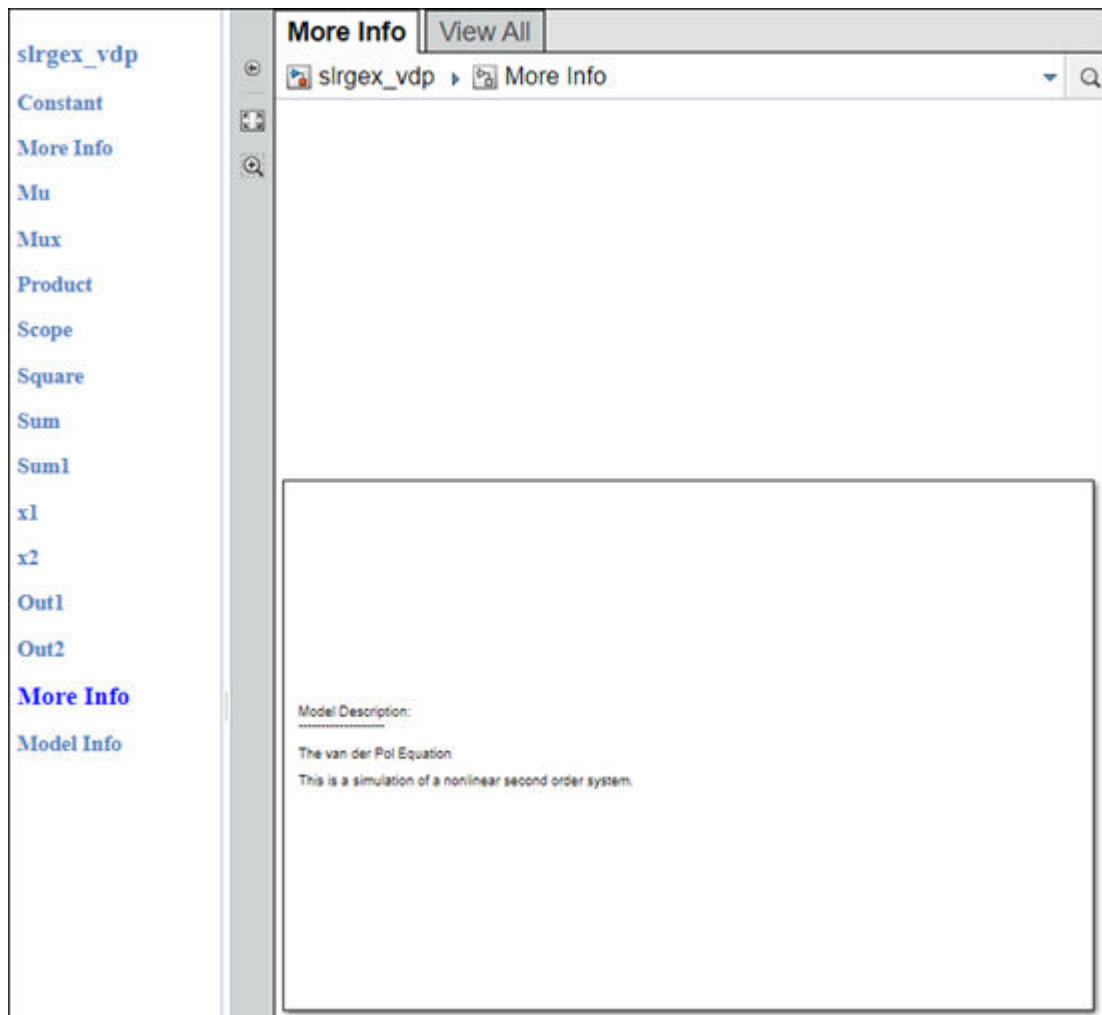 slrgex_vdp
Constant
More Info
Mu
Mux
Product
Scope
Square
Sum
Sum1
x1
x2
Out1
Out2
More Info
Model Info
More Info View All
slrgex_vdp More Info
Model Description:
--------------------
The van der Pol Equation
This is a simulation of a nonlinear second order system.